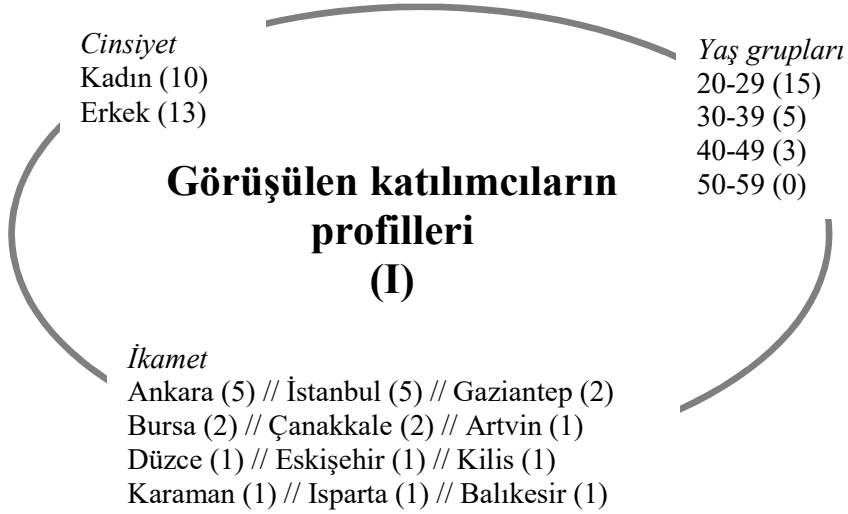 Cinsiyet
Kadın (10)
Erkek (13)
Yaş grupları
20-29 (15)
30-39 (5)
40-49 (3)
50-59 (0)
Görüşülen katılımcıların
profilleri
(I)
İkamet
Ankara (5) // İstanbul (5) // Gaziantep (2)
Bursa (2) // Çanakkale (2) // Artvin (1)
Düzce (1) // Eskişehir (1) // Kilis (1)
Karaman (1) // Isparta (1) // Balıkesir (1)